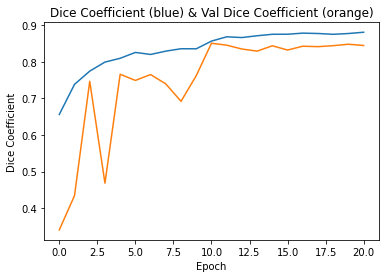 Dice Coefficient (blue) & Val Dice Coefficient (orange)
0.9
0.8
0.7
0.6
0.5
0.4
Dice Coefficient
0.0 2.5 5.0 7.5 10.0 12.5 15.0 17.5 20.0
Epoch